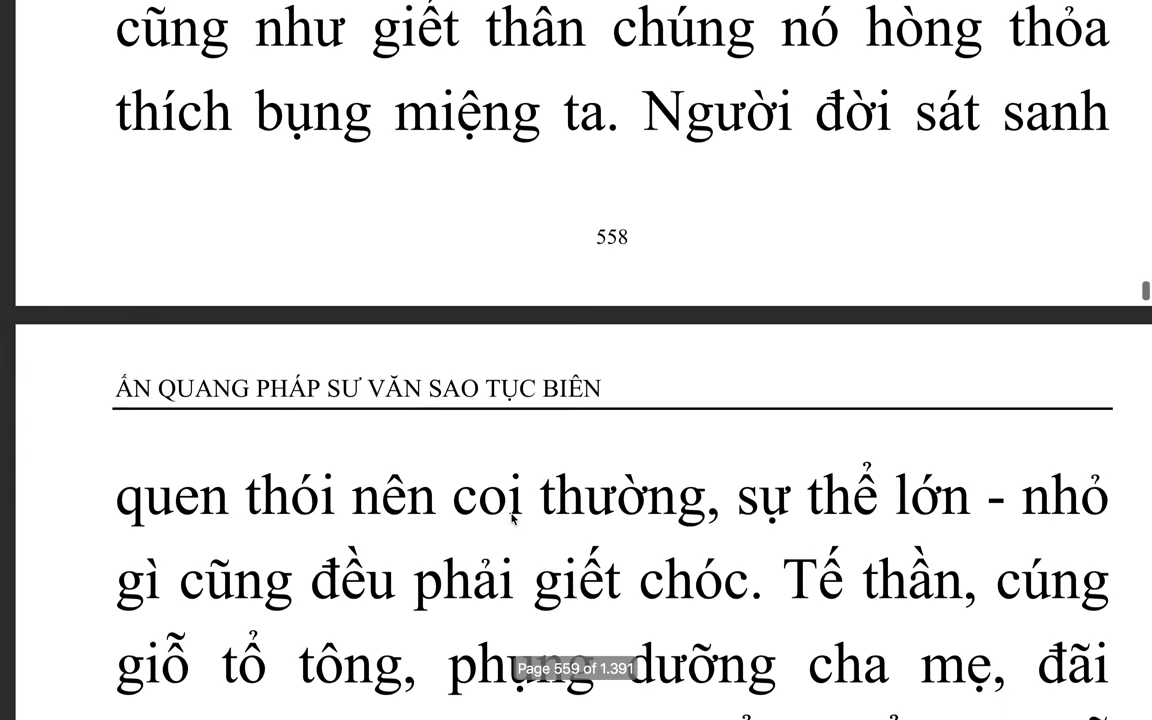 cũng như giết thân chúng nó hòng thỏa
thích bụng miệng ta. Người đời sát sanh
558
ẤN QUANG PHÁP SƯ VĂN SAO TỤC BIÊN
quen thói nên coi thường, sự thể lớn - nhỏ
gì cũng đều phải giết chóc. Tế thần, cúng
giỗ tổ tông, phụng dưỡng cha mẹ, đãi
Page 559 of 1.391